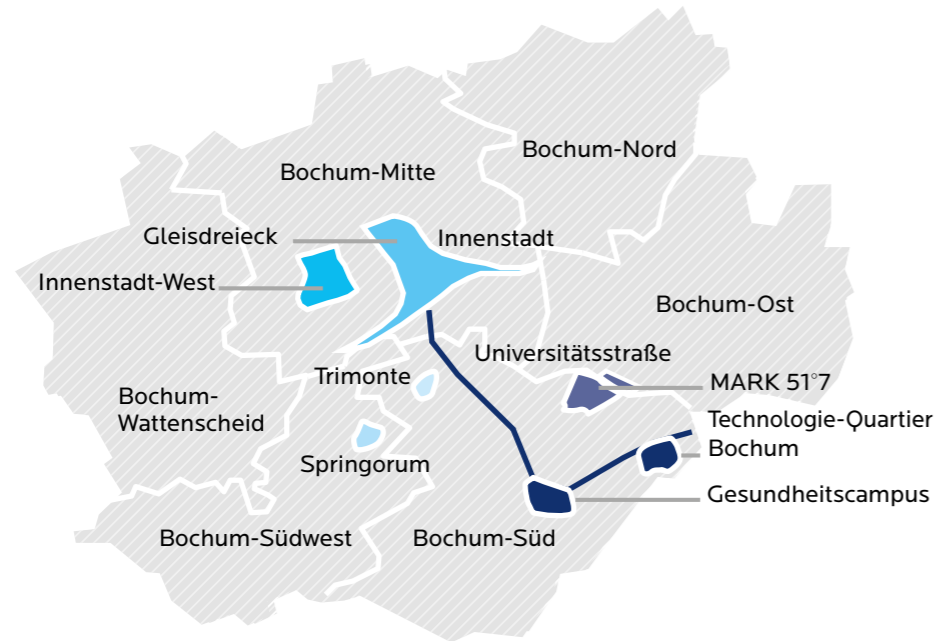 Bochum-Nord
Bochum-Mitte
Gleisdreieck
Innenstadt
Innenstadt-West
Bochum-Ost
Universitätsstraße
Trimonte
MARK 51°7
Bochum-
Wattenscheid
Technologie-Quartier
Bochum
Springorum
Gesundheitscampus
Bochum-Südwest
Bochum-Süd